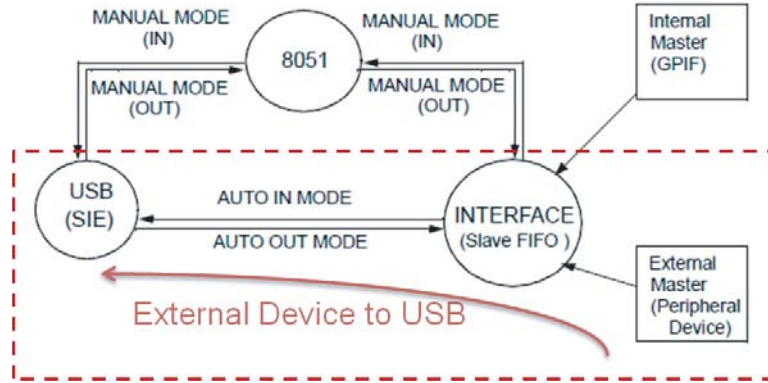 MANUAL MODE
(IN)
MANUAL MODE
(OUT)
8051
MANUAL MODE
(IN)
MANUAL MODE
(OUT)
Internal
Master
(GPIF)
USB
(SIE)
AUTO IN MODE
AUTO OUT MODE
INTERFACE
(Slave FIFO )
External
Master
(Peripheral
Device)
External Device to USB